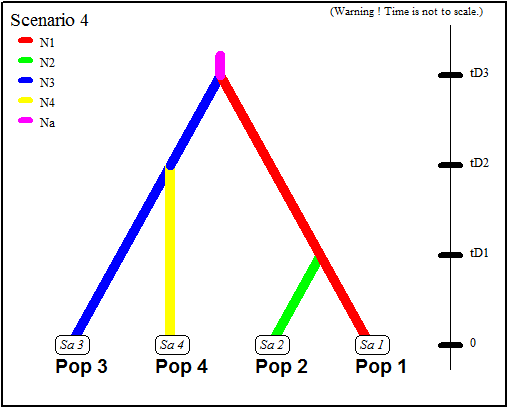 Scenario 4
(Warning ! Time is not to scale.)
N1
N2
N3
N4
Na
tD3
tD2
tD1
0
Sa 3 Sa 4 Sa 2 Sa 1
Pop 3 Pop 4 Pop 2 Pop 1